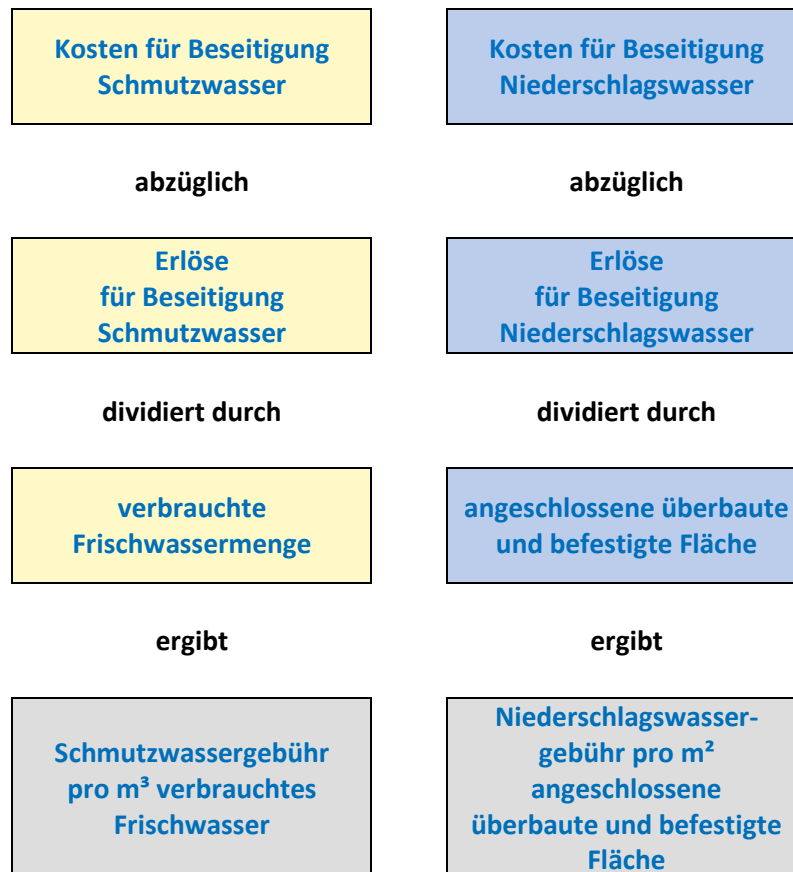 Kosten für Beseitigung
Schmutzwasser
abzüglich
Erlöse
für Beseitigung
Schmutzwasser
dividiert durch
verbrauchte
Frischwassermenge
ergibt
Schmutzwassergebühr
pro m³ verbrauchtes
Frischwasser
Kosten für Beseitigung
Niederschlagswasser
abzüglich
Erlöse
für Beseitigung
Niederschlagswasser
dividiert durch
angeschlossene überbaute
und befestigte Fläche
ergibt
Niederschlagswasser-
gebühr pro m²
angeschlossene
überbaute und befestigte
Fläche